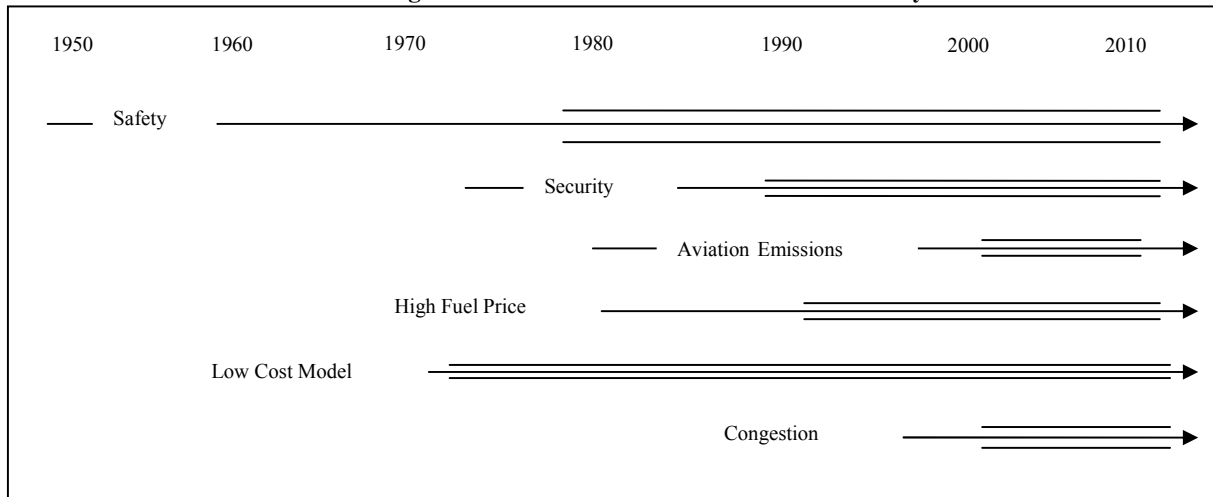 1950 1960 1970 1980 1990 2000 2010
Safety
Security
Aviation Emissions
High Fuel Price
Low Cost Model
Congestion